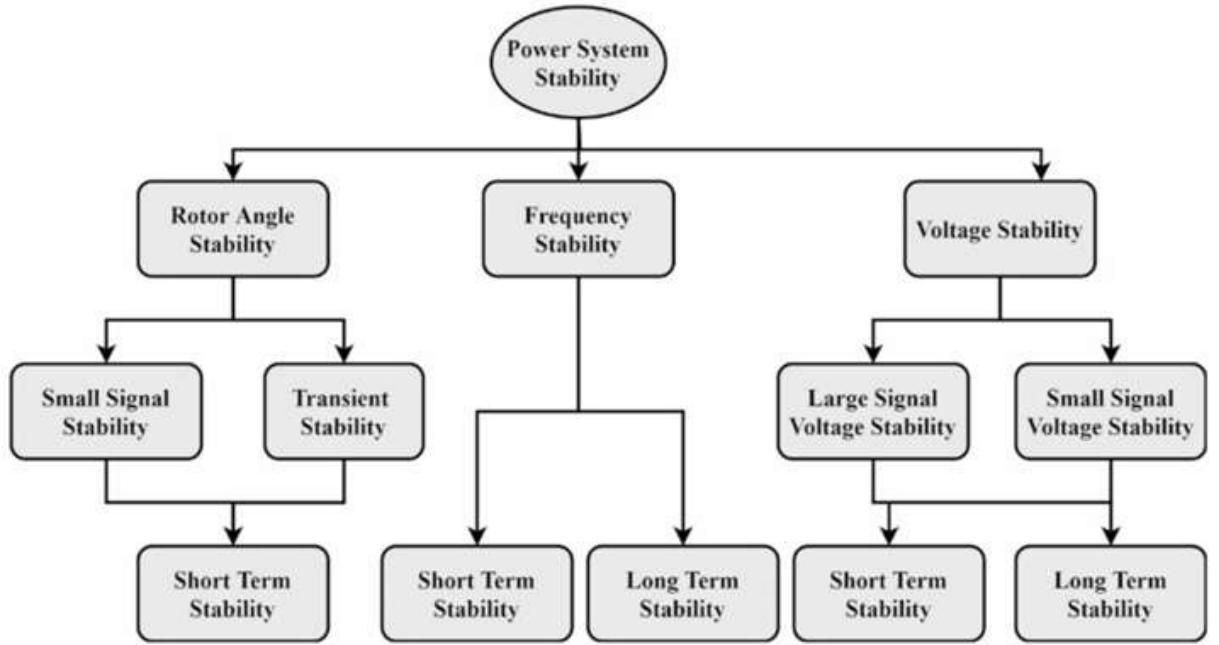 Power System
Stability
Rotor Angle
Stability
Frequency
Stability
Voltage Stability
Small Signal
Stability
Transient
Stability
Large Signal
Voltage Stability
Small Signal
Voltage Stability
Short Term
Stability
Short Term
Stability
Long Term
Stability
Short Term
Stability
Long Term
Stability